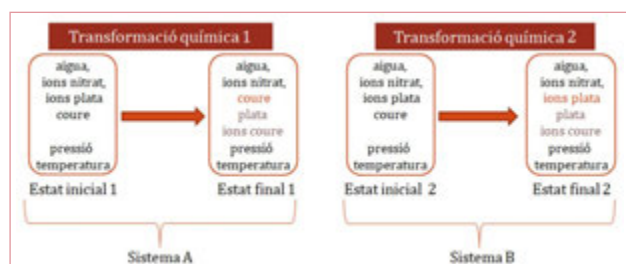 Transformació química 1
aigua,
ions nitrat,
ions plata
coure
pressió
temperatura
Estat inicial 1
aigua,
ions nitrat,
coure
plata
ions coure
pressió
temperatura
Estat final 1
Sistema A
Transformació química 2
aigua,
ions nitrat,
ions plata
coure
pressió
temperatura
Estat inicial 2
aigua,
ions nitrat,
ions plata
plata
ions coure
pressió
temperatura
Estat final 2
Sistema B